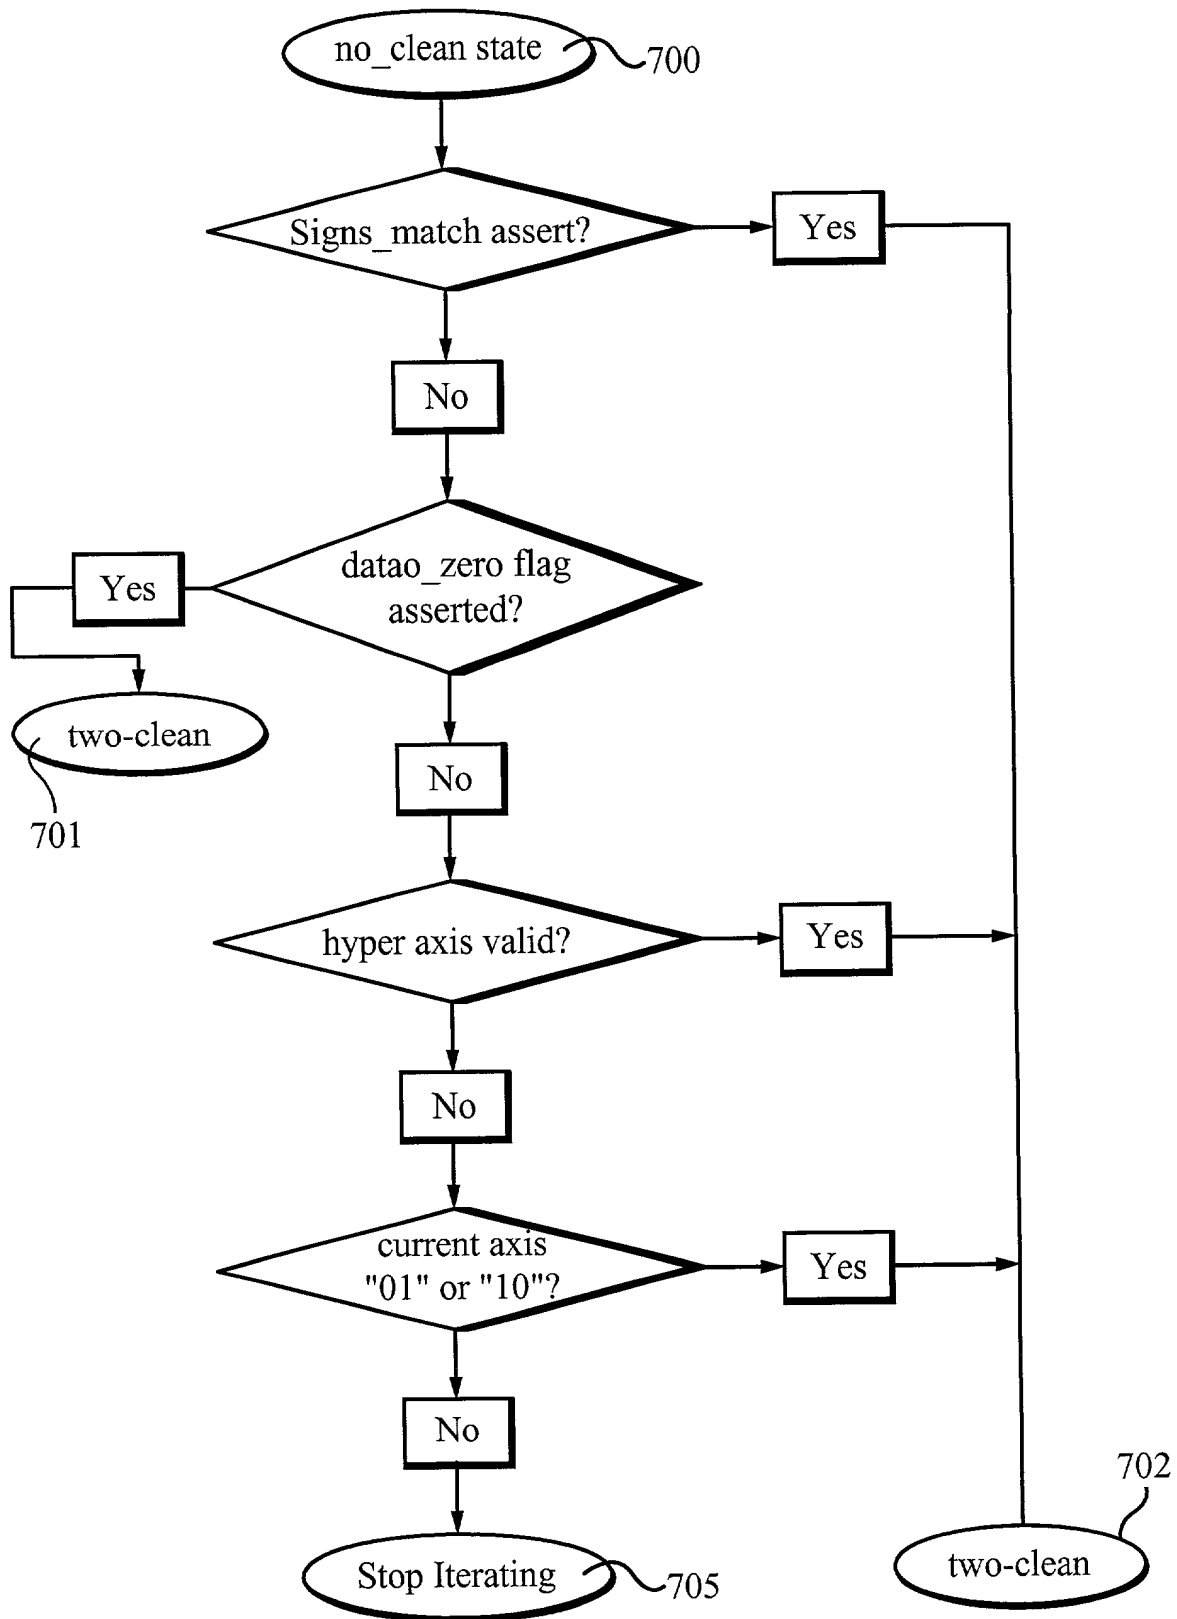 no_clean state
700
Signs_match assert?
Yes
No
datao_zero flag
asserted?
Yes
two-clean
701
No
hyper axis valid?
Yes
No
current axis
"01" or "10"?
Yes
No
702
two-clean
Stop Iterating
705